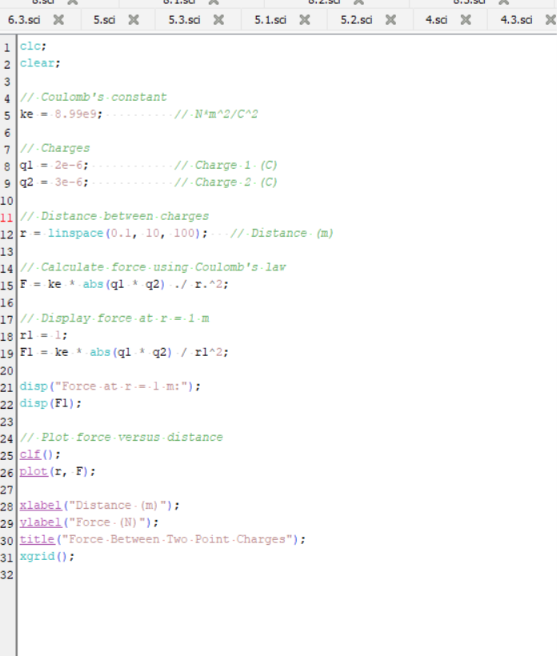 6.3.sci 5.sci 5.3.sci 5.1.sci 5.2.sci 4.sci 4.3.sci
1 clc;
2 clear;
3
4 // Coulomb's constant
5 ke = 8.99e9; // N*m^2/C^2
6
7 // Charges
8 q1 = 2e-6; // Charge 1 (C)
9 q2 = 3e-6; // Charge 2 (C)
10
11 // Distance between charges
12 r = linspace(0.1, 10, 100); // Distance (m)
13
14 // Calculate force using Coulomb's law
15 F = ke * abs(q1 * q2) ./ r.^2;
16
17 // Display force at r = 1 m
18 r1 = 1;
19 F1 = ke * abs(q1 * q2) / r1^2;
20
21 disp("Force at r = 1 m:");
22 disp(F1);
23
24 // Plot force versus distance
25 clf();
26 plot(r, F);
27
28 xlabel("Distance (m)");
29 ylabel("Force (N)");
30 title("Force Between Two Point Charges");
31 xgrid();
32